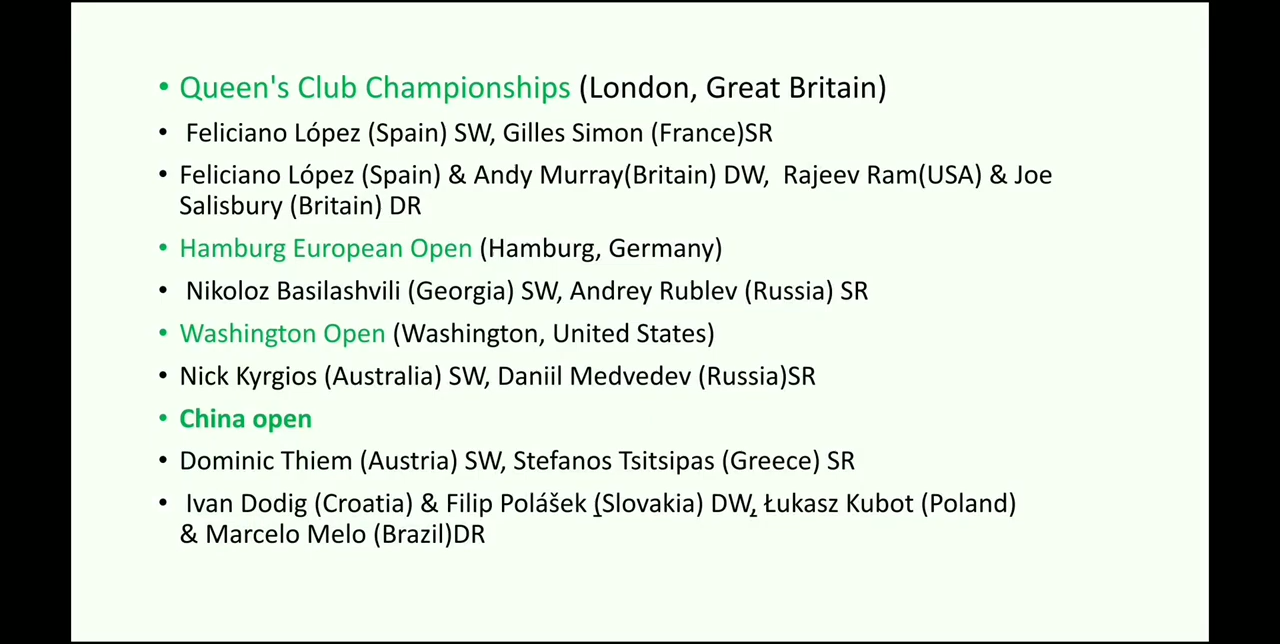 • Queen's Club Championships (London, Great Britain)
• Feliciano López (Spain) SW, Gilles Simon (France)SR
• Feliciano López (Spain) & Andy Murray(Britain) DW, Rajeev Ram(USA) & Joe
Salisbury (Britain) DR
• Hamburg European Open (Hamburg, Germany)
• Nikoloz Basilashvili (Georgia) SW, Andrey Rublev (Russia) SR
• Washington Open (Washington, United States)
• Nick Kyrgios (Australia) SW, Daniil Medvedev (Russia)SR
• China open
• Dominic Thiem (Austria) SW, Stefanos Tsitsipas (Greece) SR
• Ivan Dodig (Croatia) & Filip Polášek (Slovakia) DW, Łukasz Kubot (Poland)
& Marcelo Melo (Brazil)DR